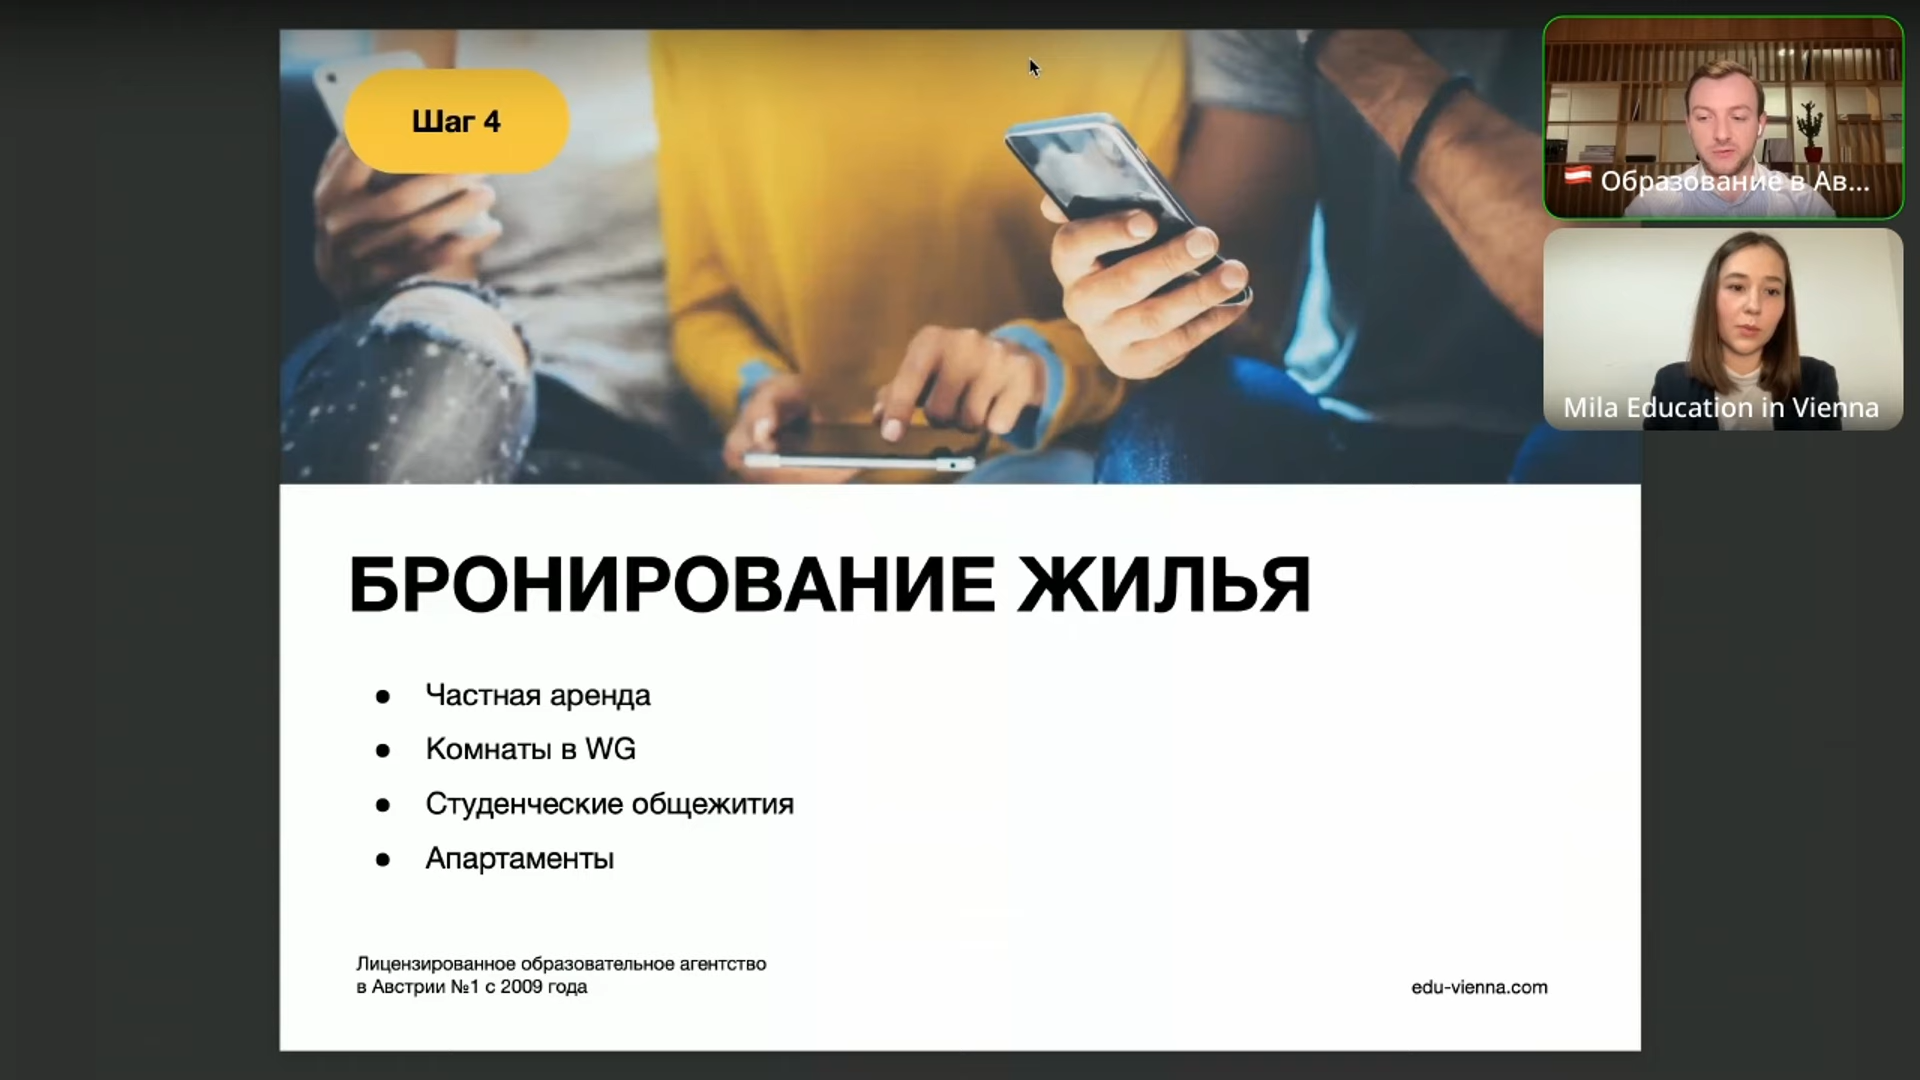 Шаг 4
Образование в Ав...
Mila Education in Vienna
БРОНИРОВАНИЕ ЖИЛЬЯ
● Частная аренда
● Комнаты в WG
● Студенческие общежития
● Апартаменты
Лицензированное образовательное агентство
в Австрии №1 с 2009 года
edu-vienna.com